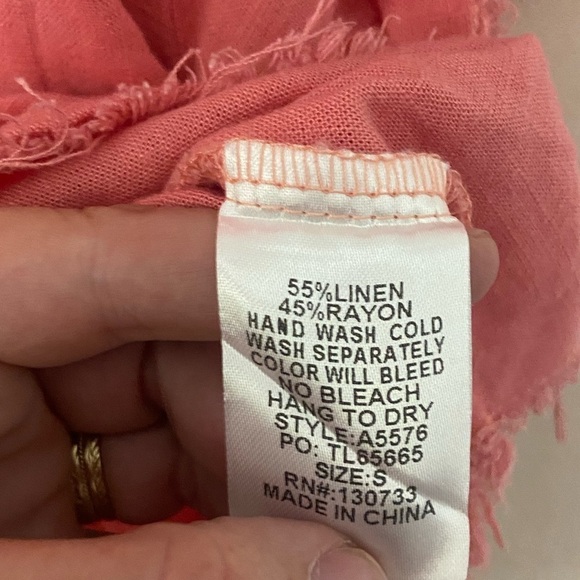 55%LINEN
45%RAYON
HAND WASH COLD
WASH SEPARATELY
COLOR WILL BLEED
NO BLEACH
HANG TO DRY
STYLE:A5576
PO: TL65665
SIZE:S
RN#:130733
MADE IN CHINA